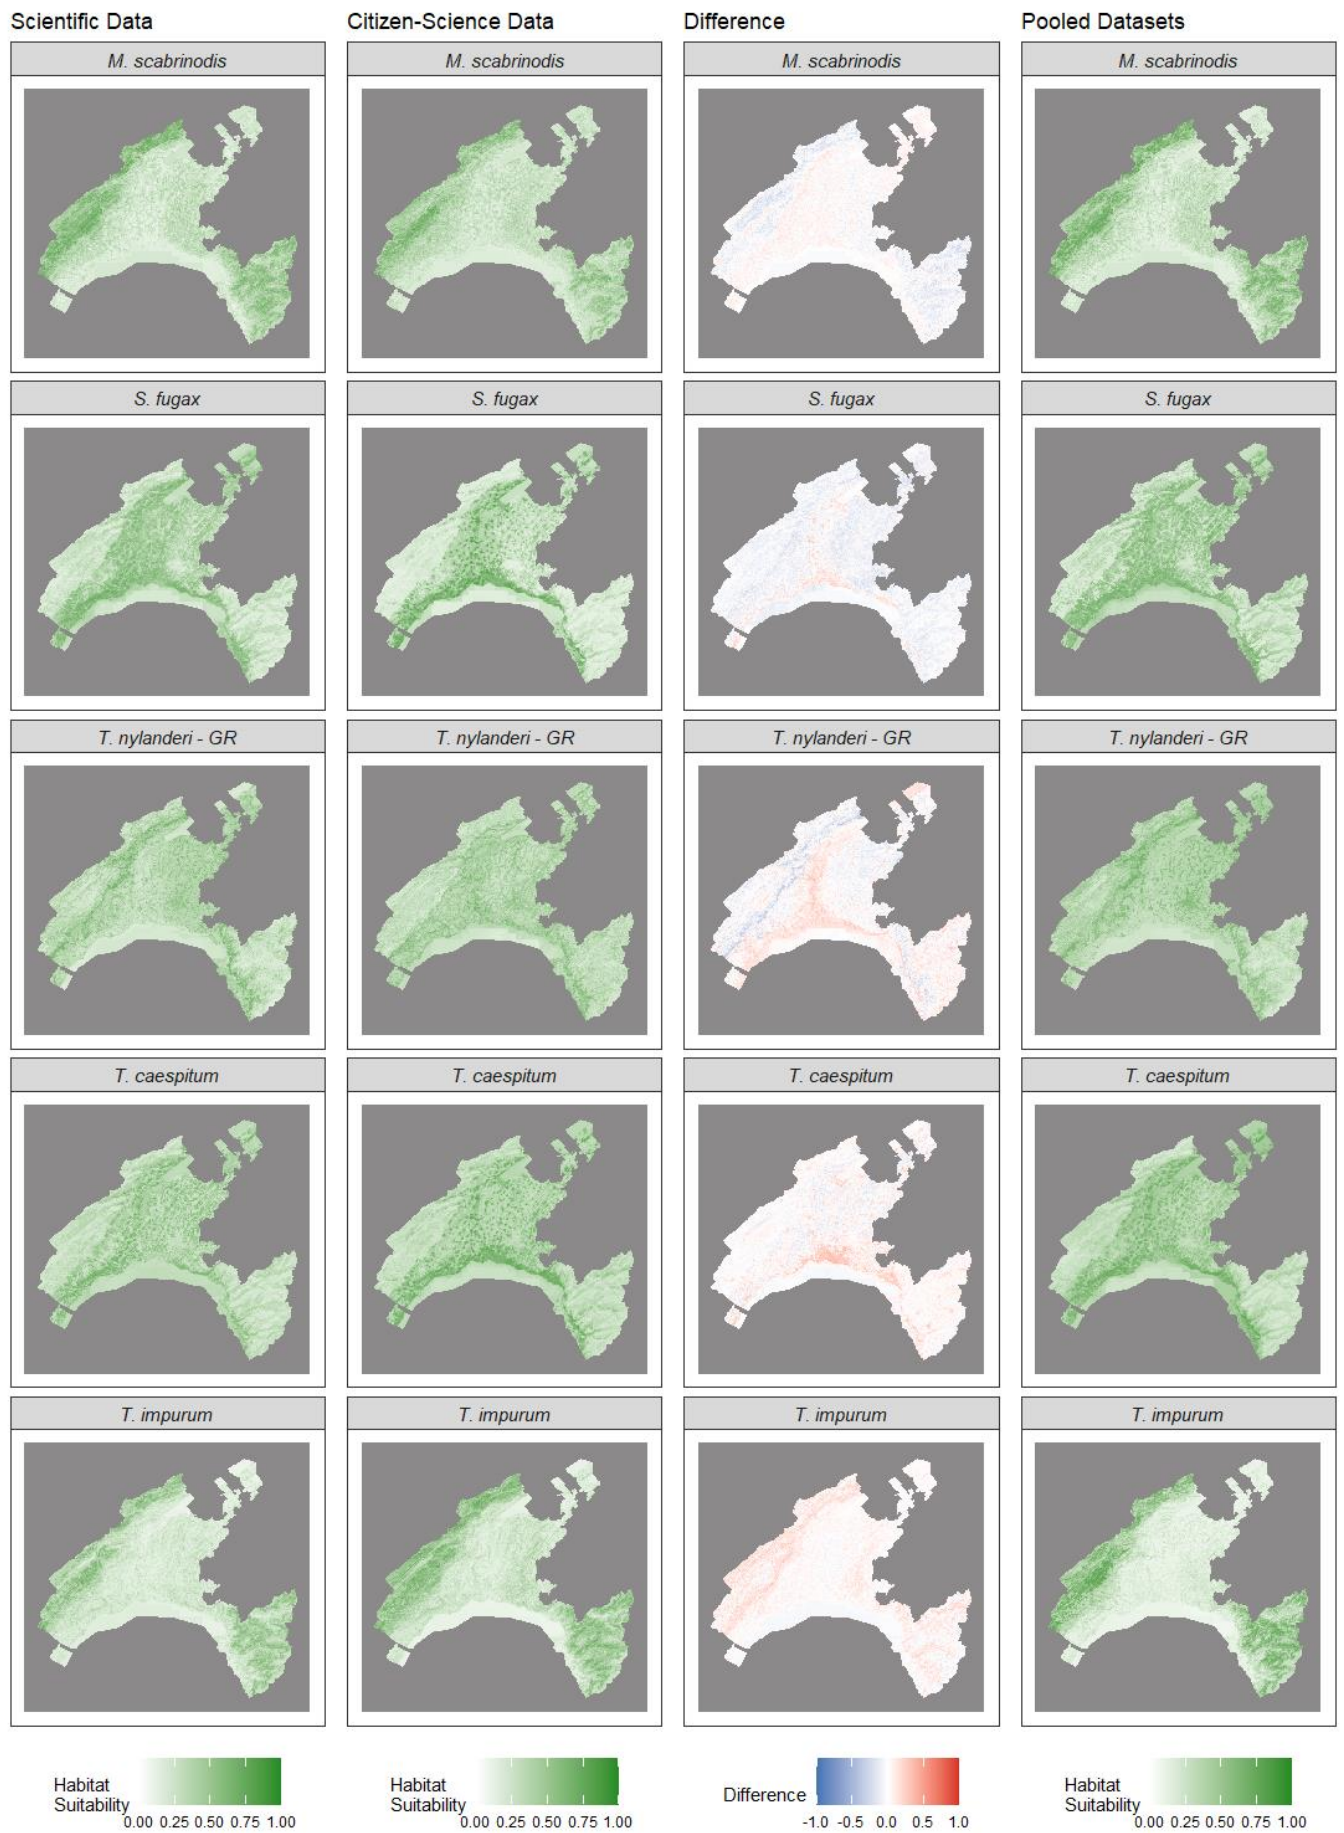 Scientific Data
Citizen-Science Data
Difference
Pooled Datasets
M. scabrinodis
M. scabrinodis
M. scabrinodis
M. scabrinodis
S. fugax
S. fugax
S. fugax
S. fugax
T. nylanderi - GR
T. nylanderi - GR
T. nylanderi - GR
T. nylanderi - GR
T. caespitum
T. caespitum
T. caespitum
T. caespitum
T. impurum
T. impurum
T. impurum
T. impurum
Habitat
Suitability
0.00 0.25 0.50 0.75 1.00
Habitat
Suitability
0.00 0.25 0.50 0.75 1.00
Difference
-1.0 -0.5 0.0 0.5 1.0
Habitat
Suitability
0.00 0.25 0.50 0.75 1.00